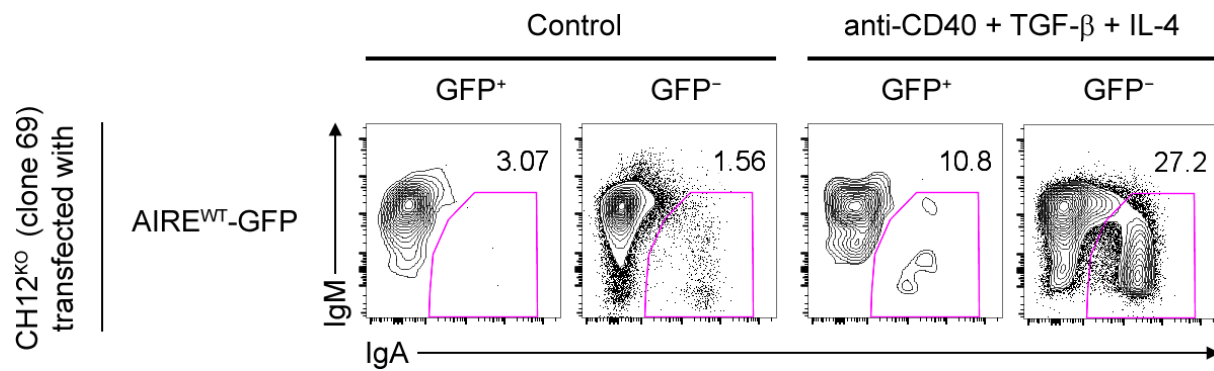 Control
anti-CD40 + TGF-β + IL-4
GFP⁺
GFP⁻
GFP⁺
GFP⁻
CH12ᴷᴼ (clone 69)
transfected with
AIREᵂᵀ-GFP
3.07
1.56
10.8
27.2
IgM
IgA